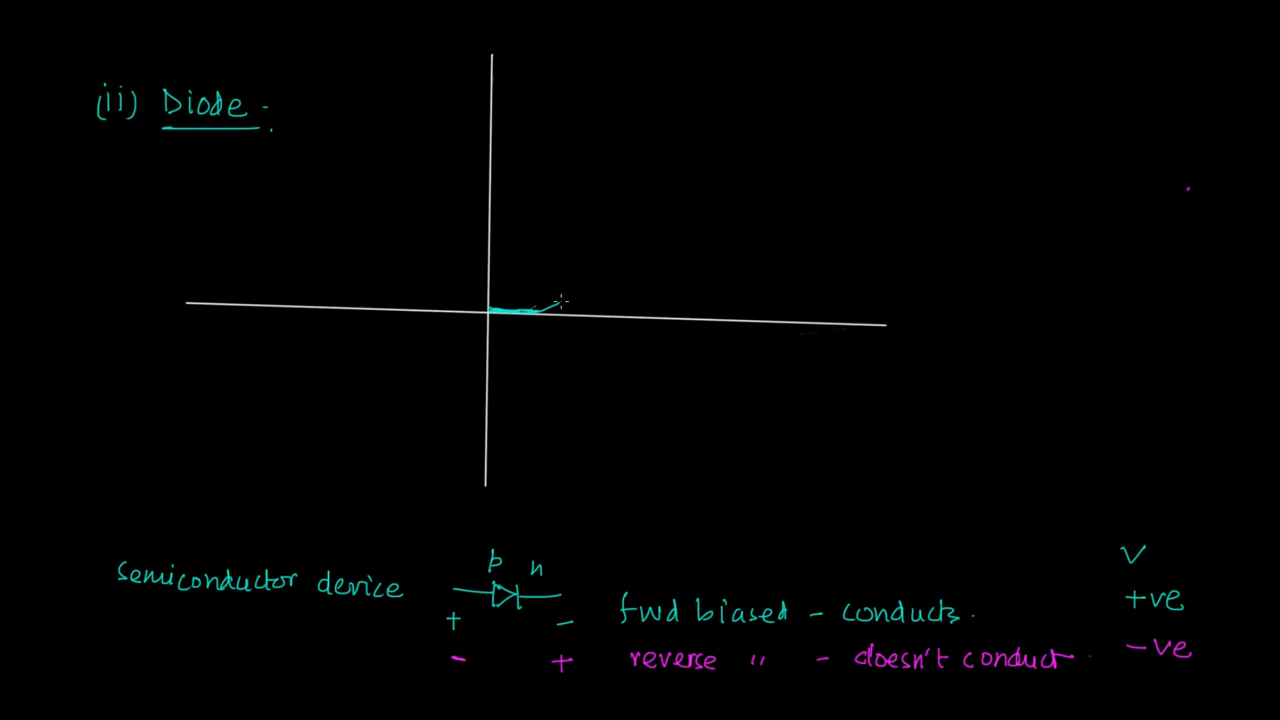 (ii) Diode :-
p n
semiconductor device
+ - fwd biased - conducts.
- + reverse " - doesn't conduct.
V
+ve
-ve